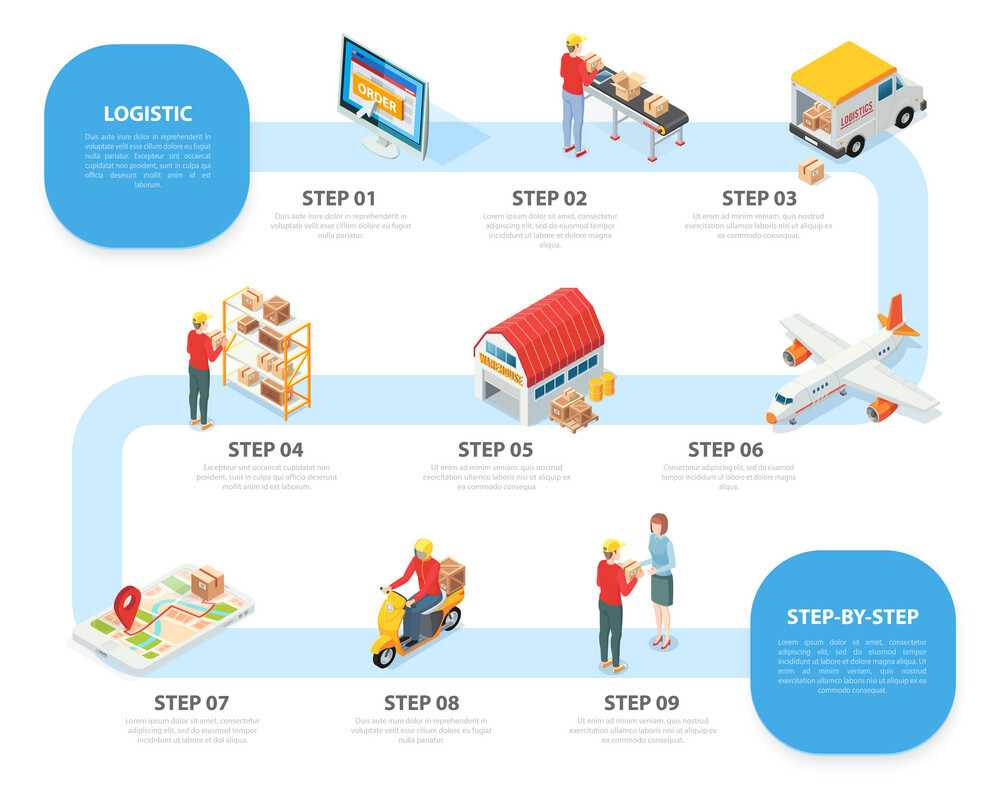 LOGISTIC
Duis aute irure dolor in reprehenderit in
voluptate velit esse cillum dolore eu fugiat
nulla pariatur. Excepteur sint occaecat
cupidatat non proident, sunt in culpa qui
officia deserunt mollit anim id est
laborum.
ORDER
LOGISTICS
STEP 01
Duis aute irure dolor in reprehenderit in
voluptate velit esse cillum dolore eu fugiat
nulla pariatur.
STEP 02
Lorem ipsum dolor sit amet, consectetur
adipiscing elit, sed do eiusmod tempor
incididunt ut labore et dolore magna
aliqua.
STEP 03
Ut enim ad minim veniam, quis nostrud
exercitation ullamco laboris nisi ut aliquip ex
ea commodo consequat.
WAREHOUSE
STEP 04
Excepteur sint occaecat cupidatat non
proident, sunt in culpa qui officia deserunt
mollit anim id est laborum.
STEP 05
Ut enim ad minim veniam, quis nostrud
exercitation ullamco laboris nisi ut aliquip ex
ea commodo consequa
STEP 06
Consectetur adipiscing elit, sed do eiusmod
tempor incididunt ut labore et dolore magna
aliqua.
STEP 07
Lorem ipsum dolor sit amet, consectetur
adipiscing elit, sed do eiusmod tempor
incididunt ut labore et dol aliqua.
STEP 08
Duis aute irure dolor in reprehenderit in
voluptate velit esse cillum dolore eu fugiat
nulla pariatur.
STEP 09
Ut enim ad minim veniam, quis nostrud
exercitation ullamco laboris nisi ut aliquip ex
ea commodo consequat.
STEP-BY-STEP
Lorem ipsum dolor sit amet, consectetur
adipiscing elit, sed do eiusmod tempor
incididunt ut labore et dolore magna aliqua.
Ut enim ad minim veniam, quis nostrud
exercitation ullamco laboris nisi ut aliquip ex
ea commodo consequat.